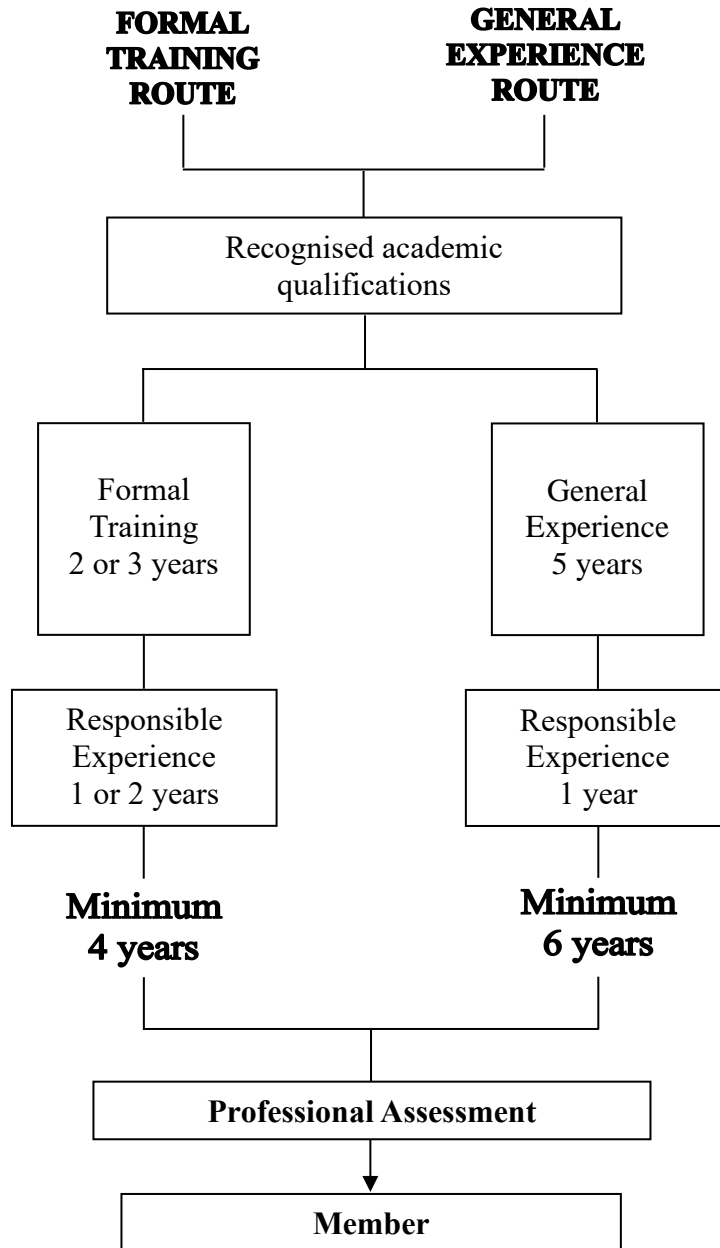 FORMAL
TRAINING
ROUTE
GENERAL
EXPERIENCE
ROUTE
Recognised academic
qualifications
Formal
Training
2 or 3 years
General
Experience
5 years
Responsible
Experience
1 or 2 years
Responsible
Experience
1 year
Minimum
4 years
Minimum
6 years
Professional Assessment
Member